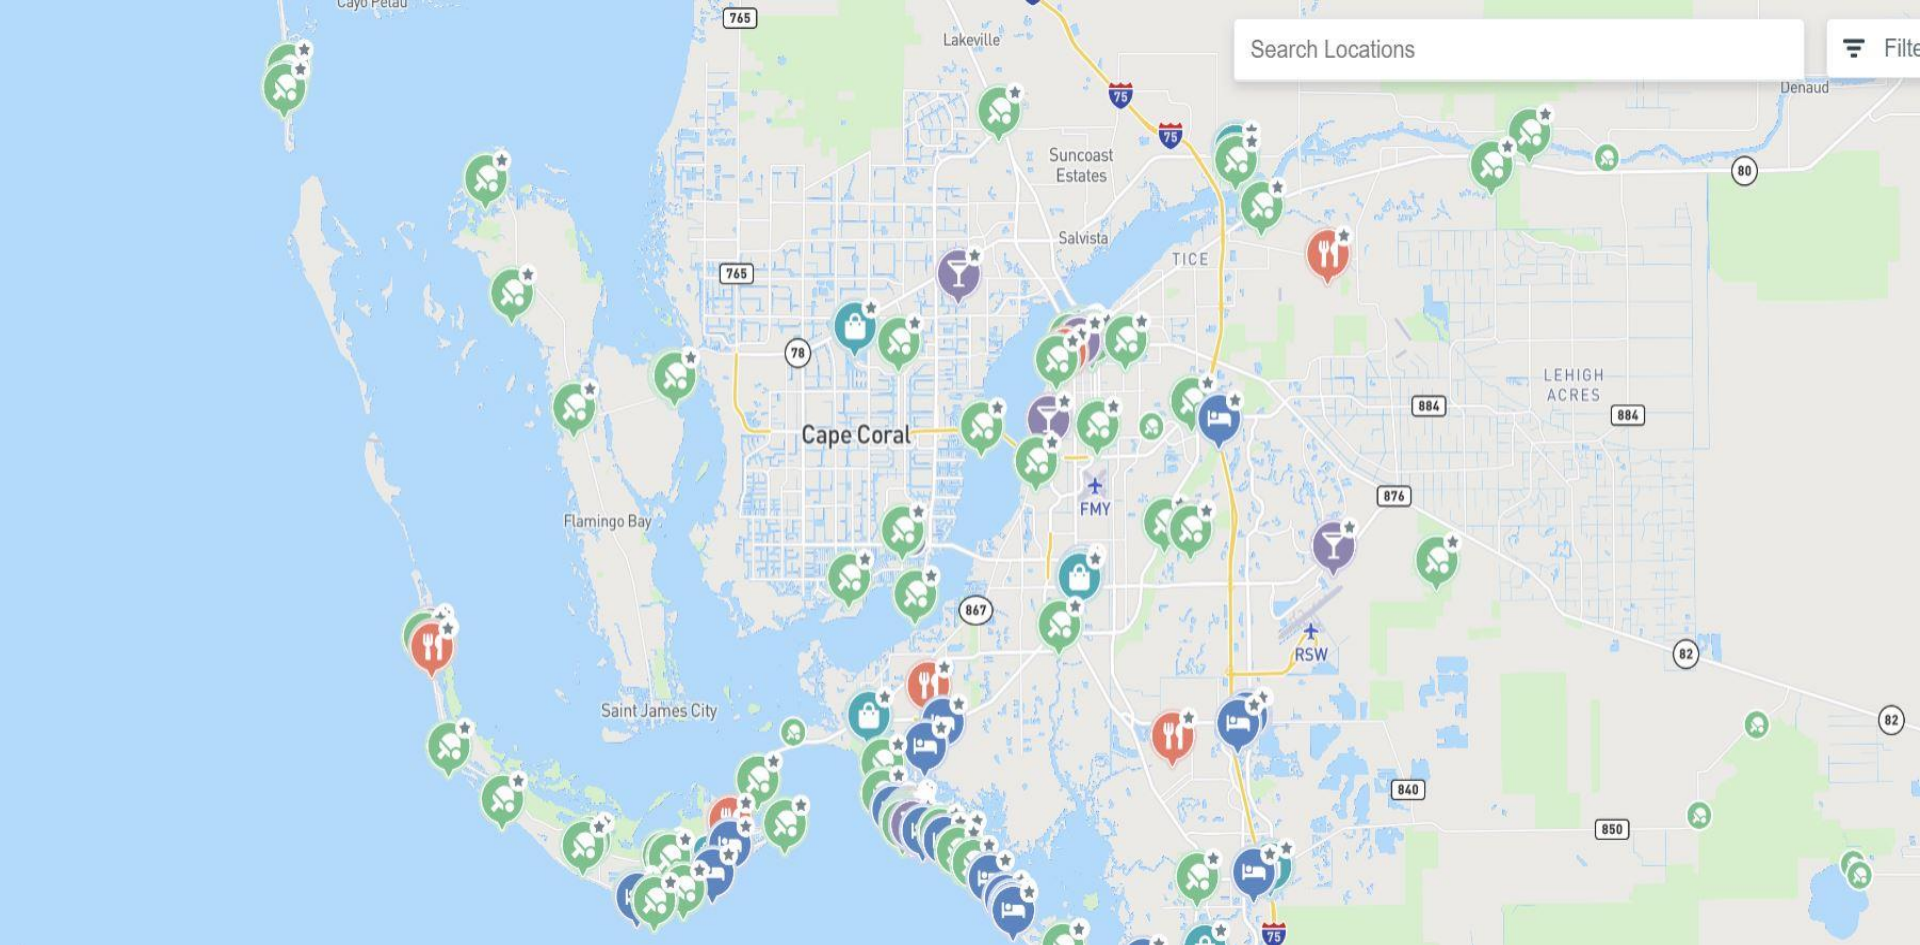 Cayo Pelau
765
Lakeville
Search Locations
Filte
75
Denaud
75
Suncoast
Estates
80
Salvista
TICE
765
78
LEHIGH
ACRES
884
884
Cape Coral
FMY
876
Flamingo Bay
867
RSW
82
Saint James City
82
840
850
75